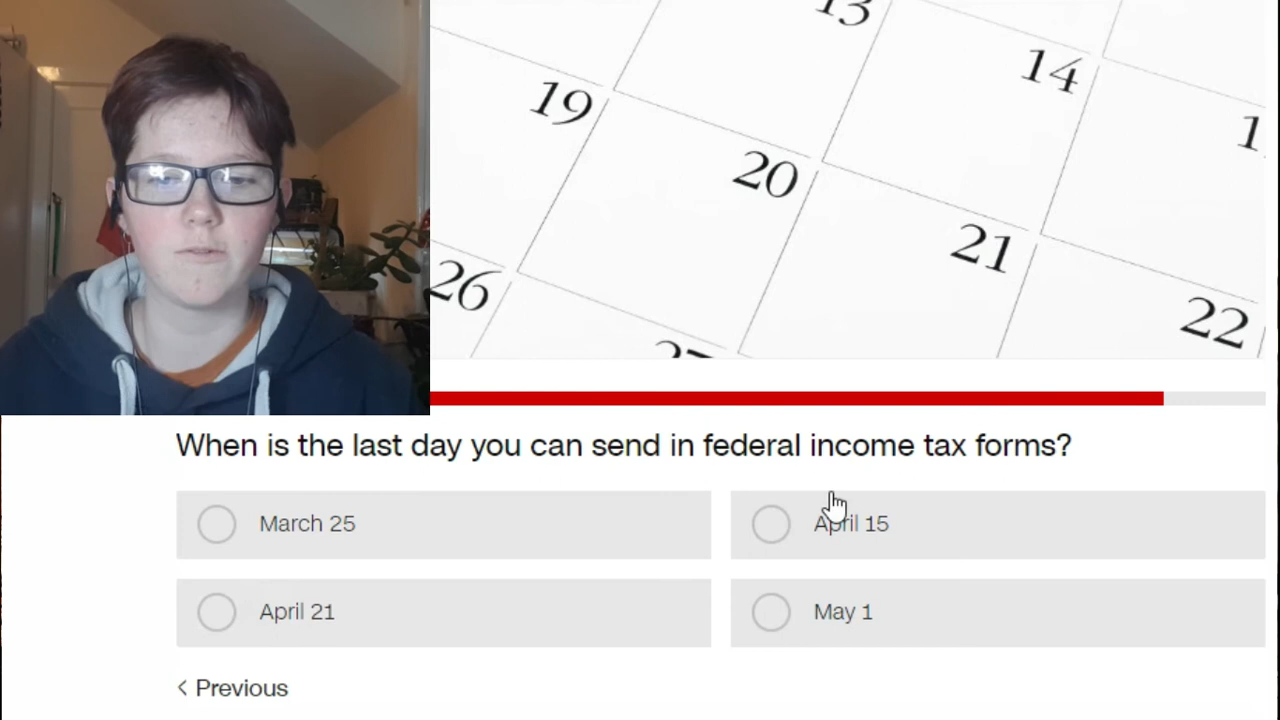 13
14
19
20
21
26
22
When is the last day you can send in federal income tax forms?
March 25
April 15
April 21
May 1
< Previous